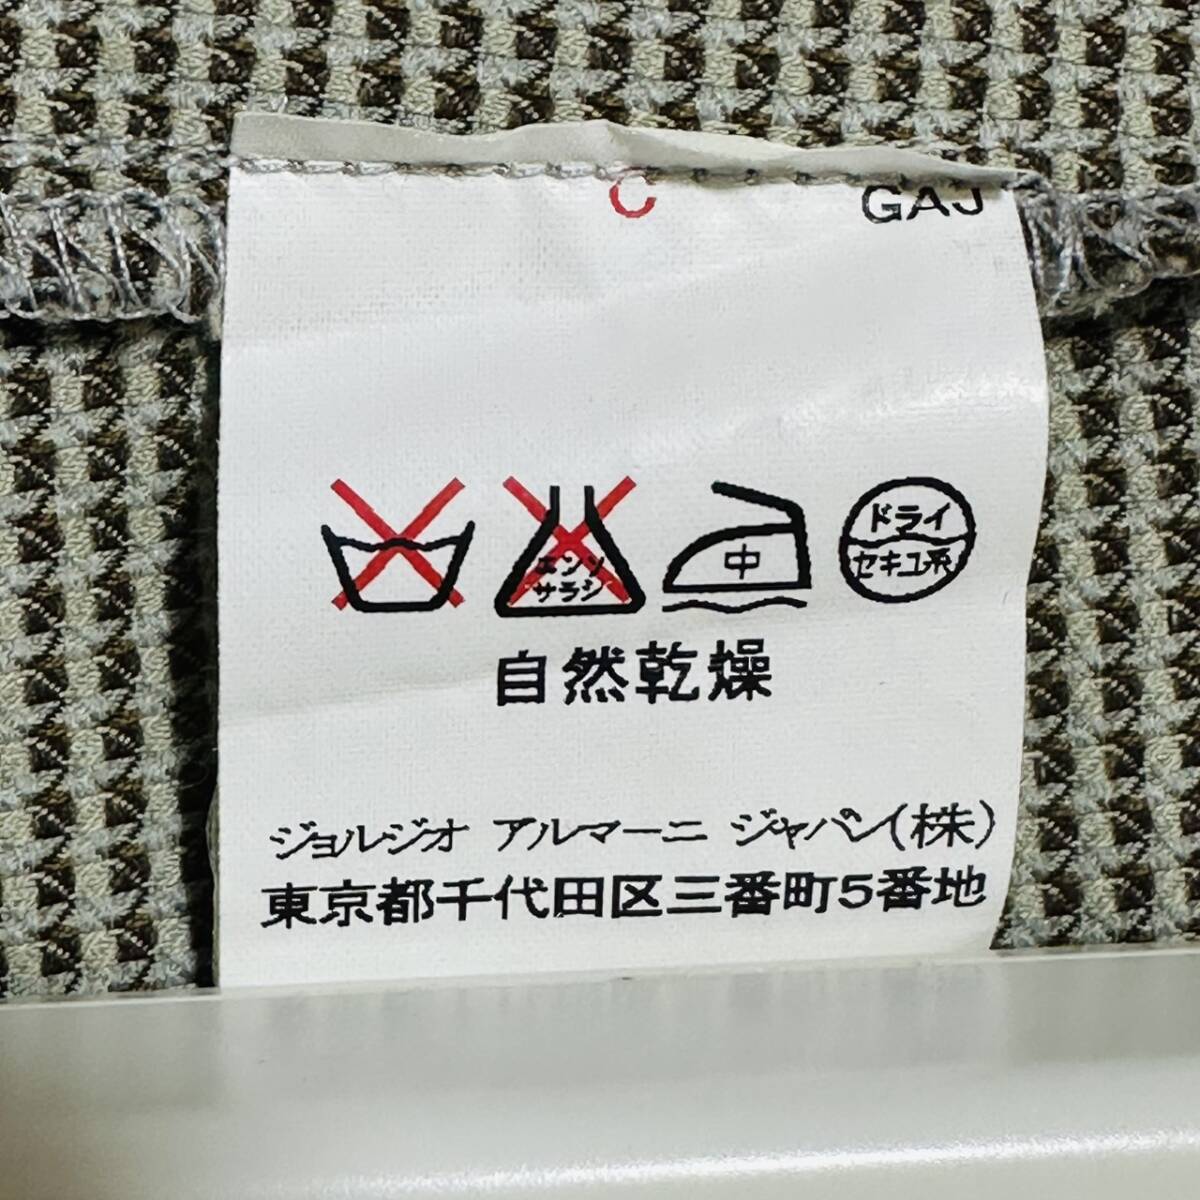 C GAJ
エンソ サラシ 中 ドライ セキユ系
自然乾燥
ジョルジオ アルマーニ ジャパン(株)
東京都千代田区三番町5番地